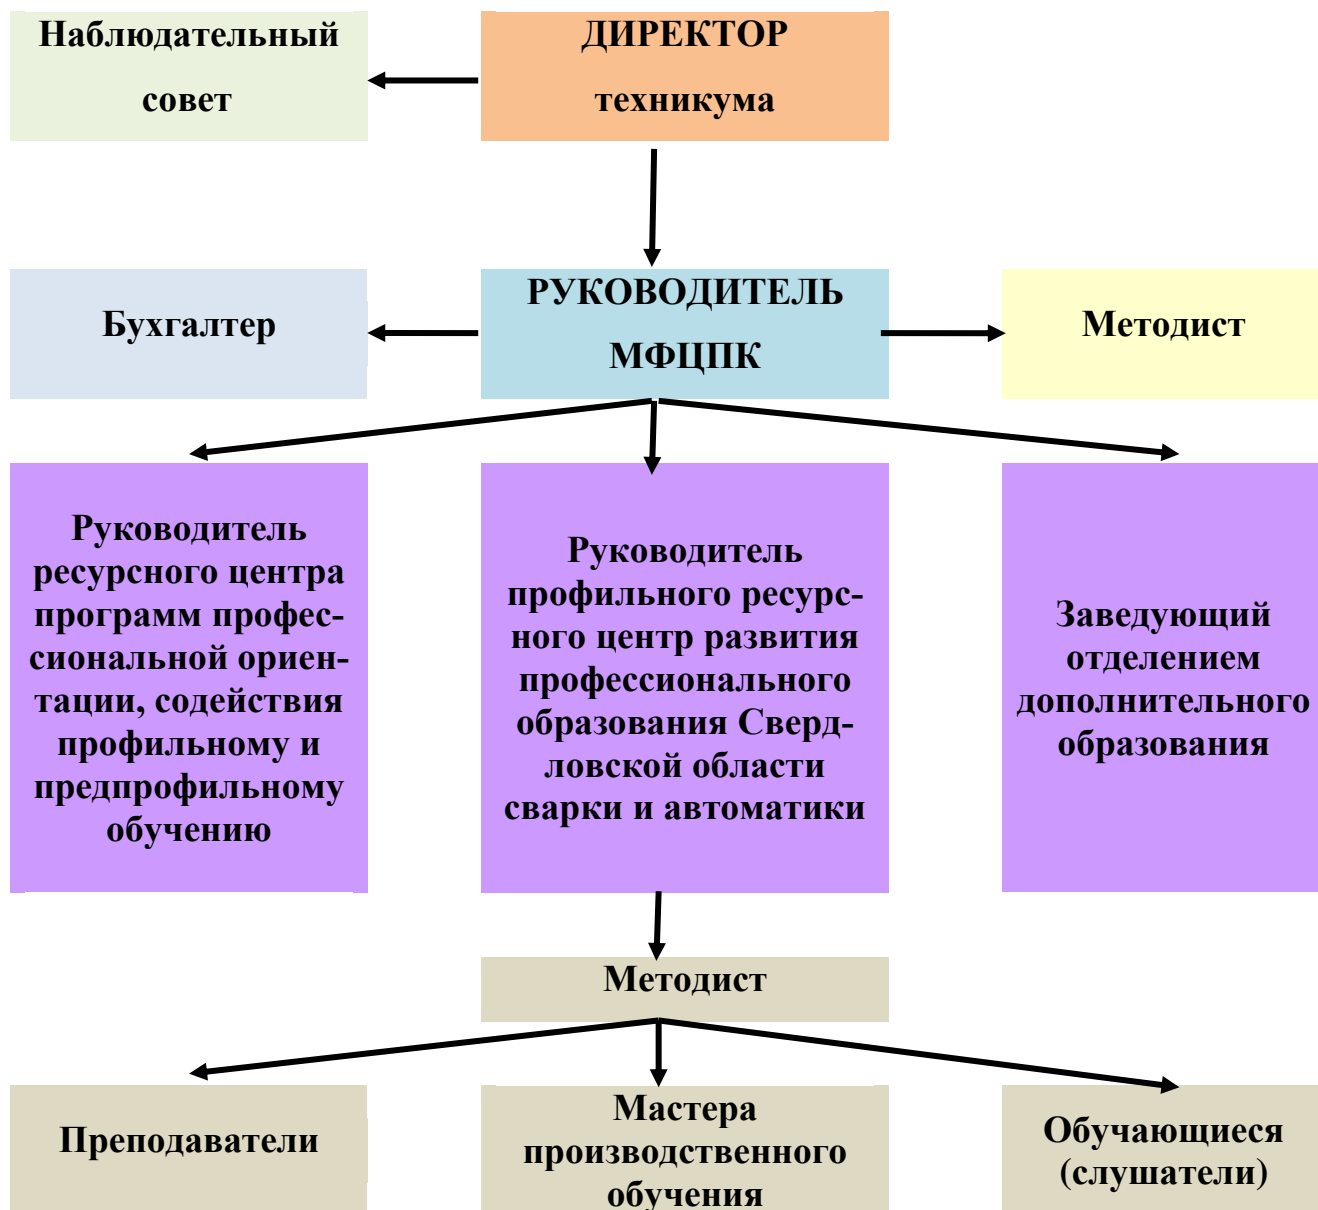 Наблюдательный
совет
ДИРЕКТОР
техникума
Бухгалтер
РУКОВОДИТЕЛЬ
МФЦПК
Методист
Руководитель
ресурсного центра
программ профес-
сиональной ориен-
тации, содействия
профильному и
предпрофильному
обучению
Руководитель
профильного ресурс-
ного центр развития
профессионального
образования Сверд-
ловской области
сварки и автоматики
Заведующий
отделением
дополнительного
образования
Методист
Преподаватели
Мастера
производственного
обучения
Обучающиеся
(слушатели)